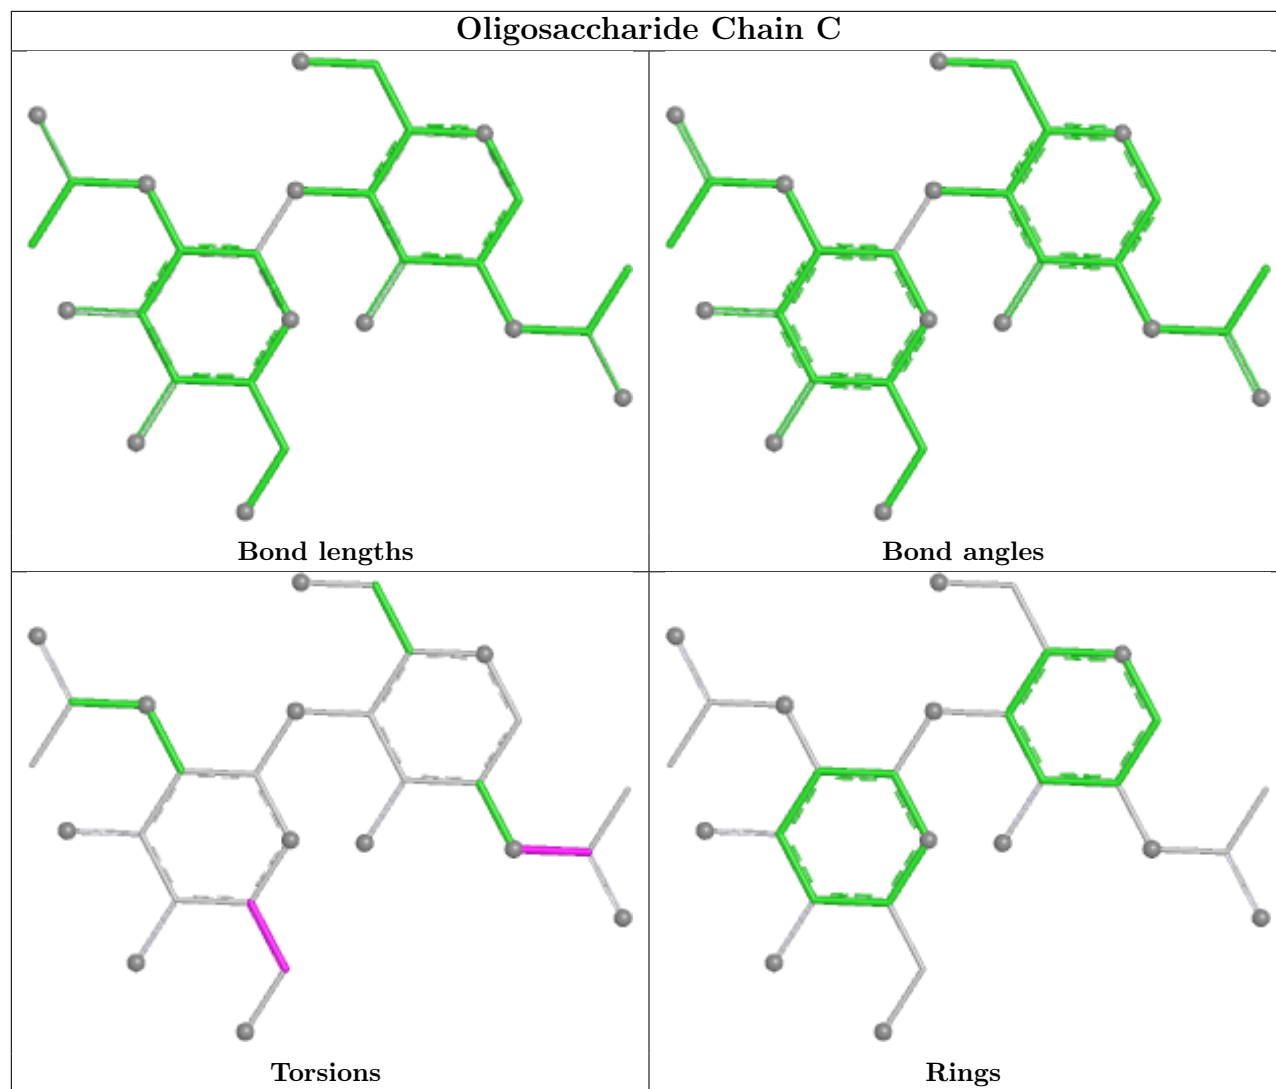 Oligosaccharide Chain C
Bond lengths
Bond angles
Torsions
Rings